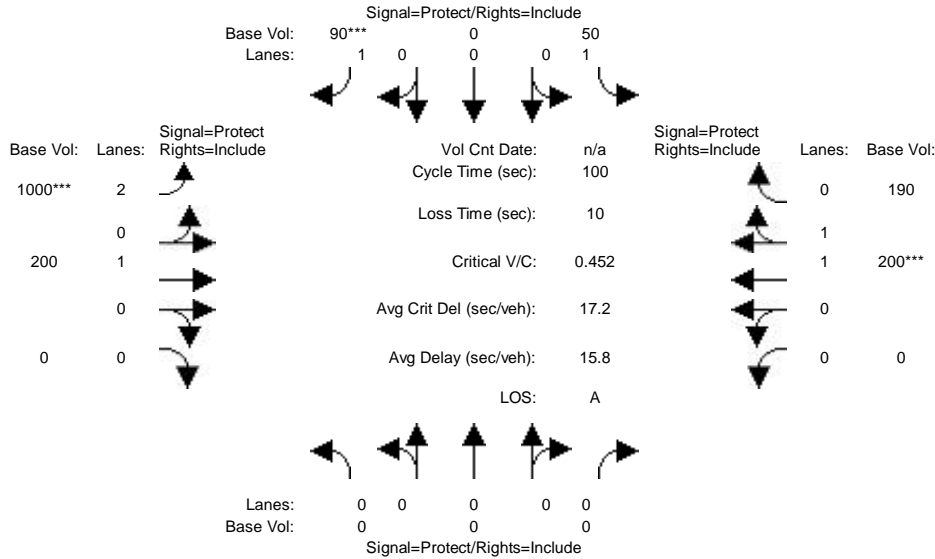 Signal=Protect/Rights=Include
Base Vol: 90*** 0 50
Lanes: 1 0 0 0 1
Signal=Protect
Rights=Include
Base Vol: Lanes:
1000*** 2
0
200 1
0
0 0
Vol Cnt Date: n/a
Cycle Time (sec): 100
Loss Time (sec): 10
Critical V/C: 0.452
Avg Crit Del (sec/veh): 17.2
Avg Delay (sec/veh): 15.8
LOS: A
Signal=Protect
Rights=Include
Lanes: Base Vol:
0 190
1
1 200***
0
0 0
Lanes: 0 0 0 0 0
Base Vol: 0 0 0
Signal=Protect/Rights=Include